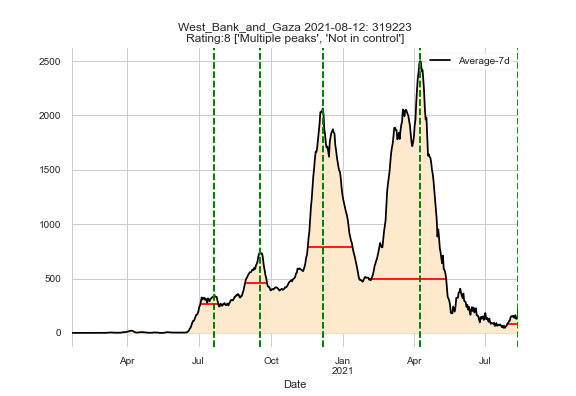 West_Bank_and_Gaza 2021-08-12: 319223
Rating:8 ['Multiple peaks', 'Not in control']
Average-7d
2500
2000
1500
1000
500
0
Apr Jul Oct Jan Apr Jul
2021
Date